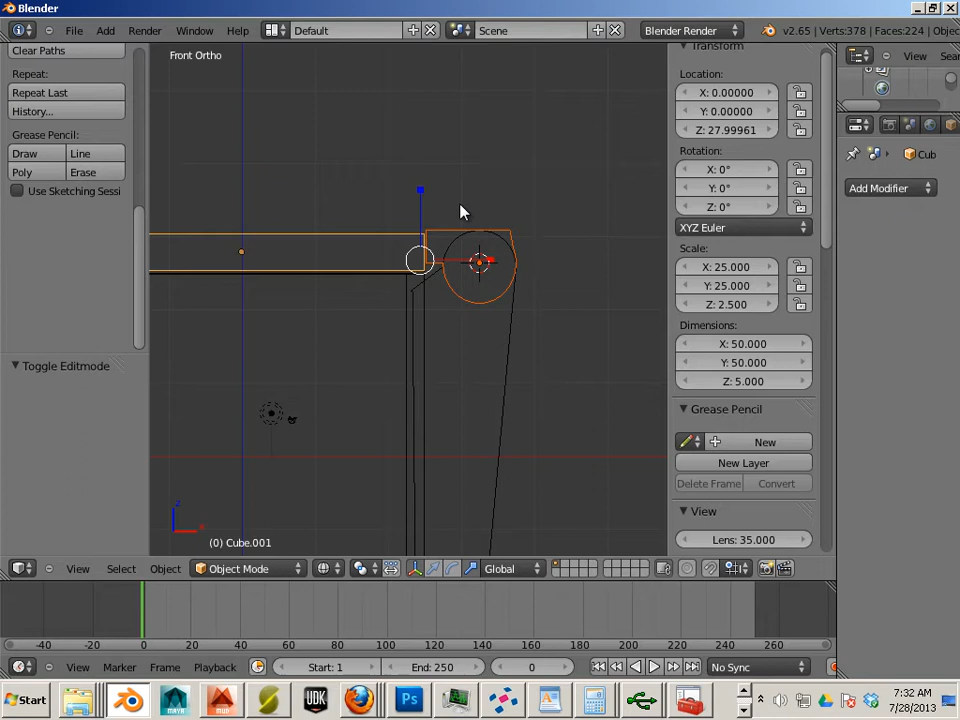 Blender
File Add Render Window Help Default Scene Blender Render v2.65 | Verts:378 | Faces:224 | Objec
Clear Paths
Repeat:
Repeat Last
History...
Grease Pencil:
Draw Line
Poly Erase
Use Sketching Sessi
Toggle Editmode
Front Ortho
(0) Cube.001
z
x
Transform
Location:
X: 0.00000
Y: 0.00000
Z: 27.99961
Rotation:
X: 0°
Y: 0°
Z: 0°
XYZ Euler
Scale:
X: 25.000
Y: 25.000
Z: 2.500
Dimensions:
X: 50.000
Y: 50.000
Z: 5.000
Grease Pencil
New
New Layer
Delete Frame Convert
View
Lens: 35.000
View Sear
Cub
Add Modifier
View Select Object Object Mode Global
-40 -20 0 20 40 60 80 100 120 140 160 180 200 220 240 260
View Marker Frame Playback Start: 1 End: 250 0 No Sync
Start MUD UDK Ps 7:32 AM
7/28/2013